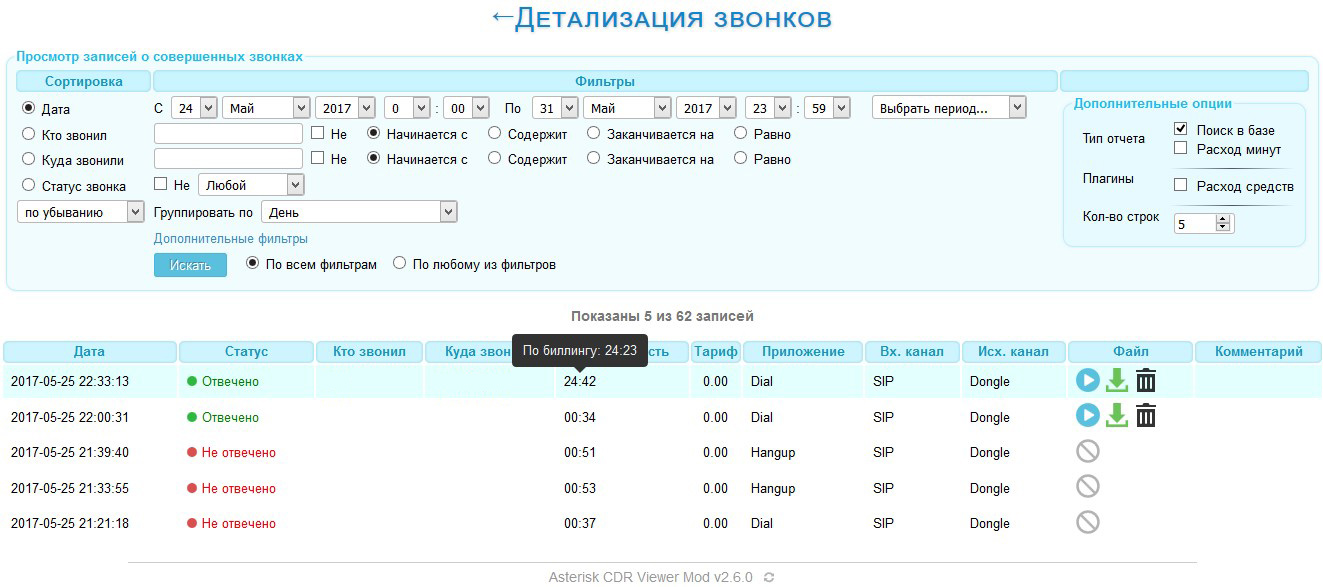 ←Детализация звонков
Просмотр записей о совершенных звонках
Сортировка Фильтры
Дата С 24 Май 2017 0 : 00 По 31 Май 2017 23 : 59 Выбрать период...
Кто звонил Не Начинается с Содержит Заканчивается на Равно
Куда звонили Не Начинается с Содержит Заканчивается на Равно
Статус звонка Не Любой
по убыванию Группировать по День
Дополнительные фильтры
Искать По всем фильтрам По любому из фильтров
Дополнительные опции
Тип отчета Поиск в базе
Расход минут
Плагины Расход средств
Кол-во строк 5
Показаны 5 из 62 записей
По биллингу: 24:23
Дата Статус Кто звонил Куда звон сть Тариф Приложение Вх. канал Исх. канал Файл Комментарий
2017-05-25 22:33:13 Отвечено 24:42 0.00 Dial SIP Dongle
2017-05-25 22:00:31 Отвечено 00:34 0.00 Dial SIP Dongle
2017-05-25 21:39:40 Не отвечено 00:51 0.00 Hangup SIP Dongle
2017-05-25 21:33:55 Не отвечено 00:53 0.00 Hangup SIP Dongle
2017-05-25 21:21:18 Не отвечено 00:37 0.00 Dial SIP Dongle
Asterisk CDR Viewer Mod v2.6.0